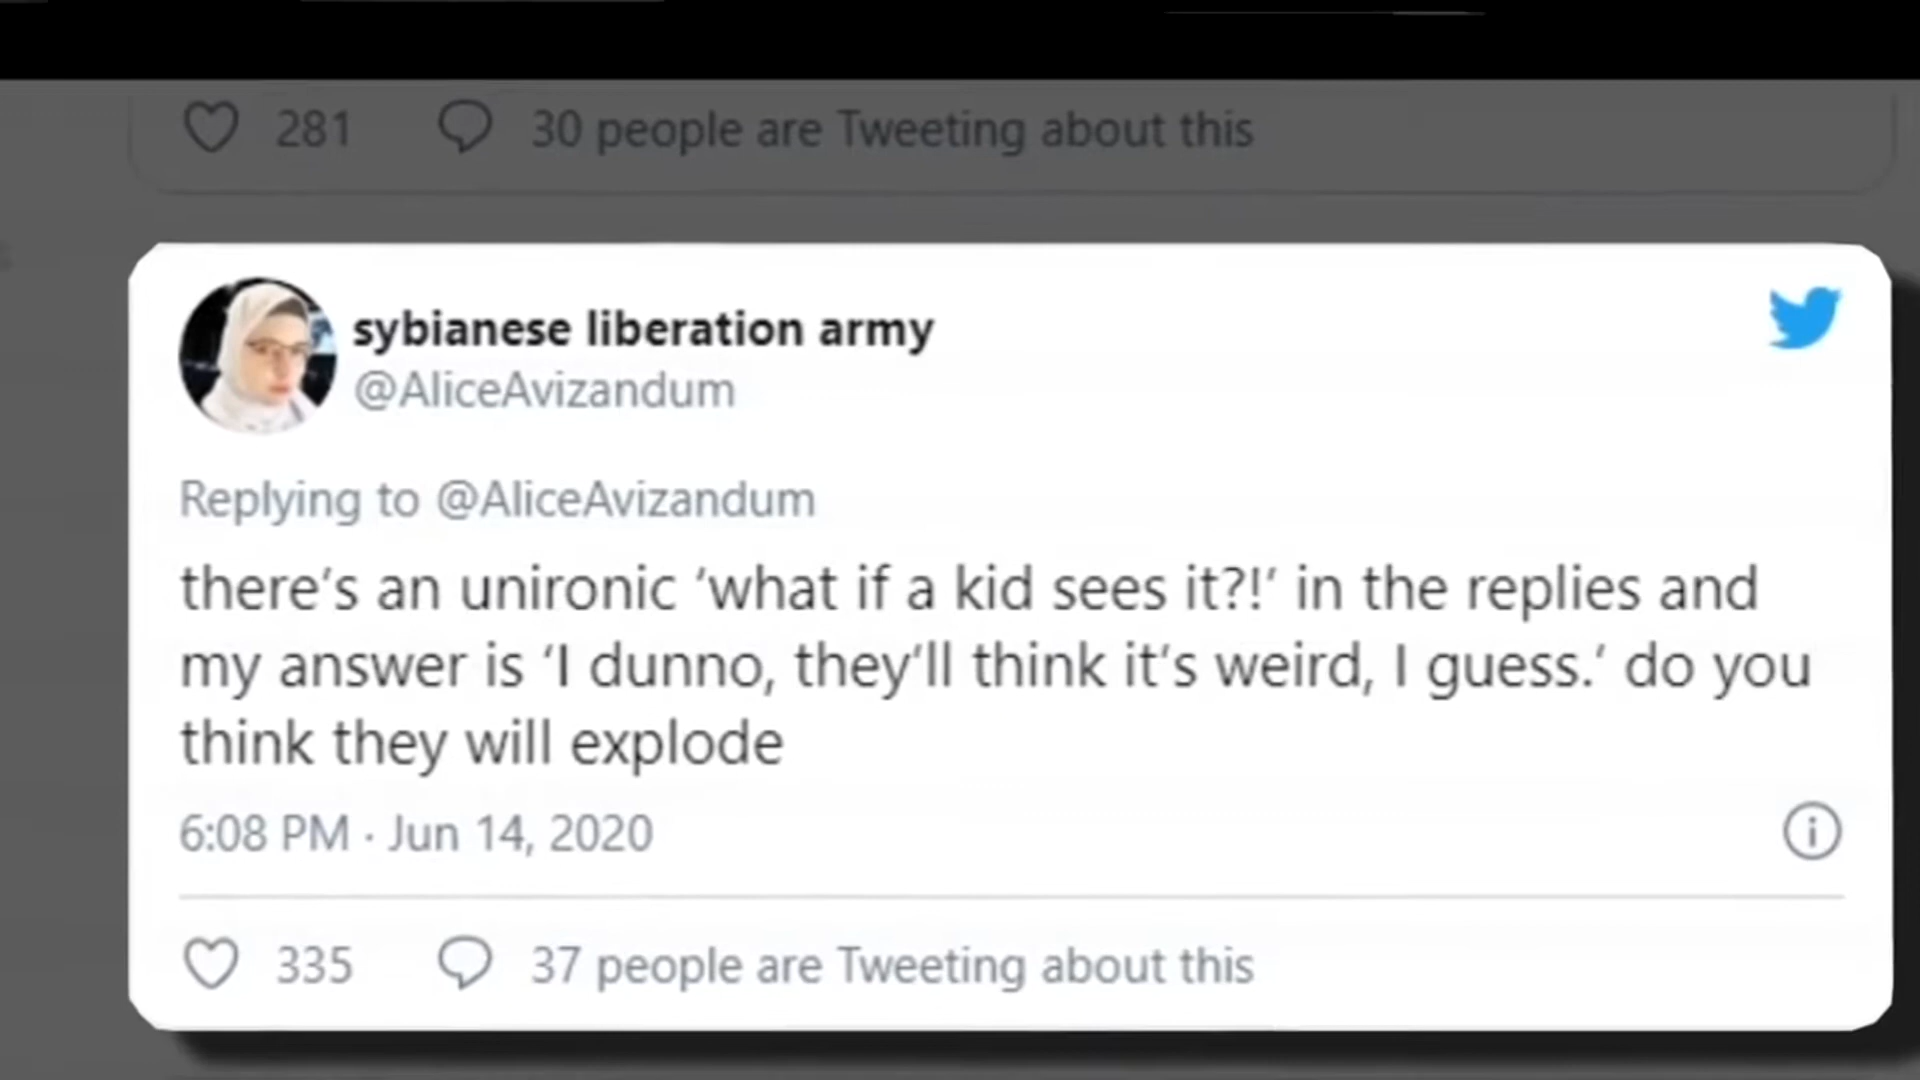 281 30 people are Tweeting about this
sybianese liberation army
@AliceAvizandum
Replying to @AliceAvizandum
there's an unironic 'what if a kid sees it?!' in the replies and
my answer is 'I dunno, they'll think it's weird, I guess.' do you
think they will explode
6:08 PM · Jun 14, 2020
335 37 people are Tweeting about this